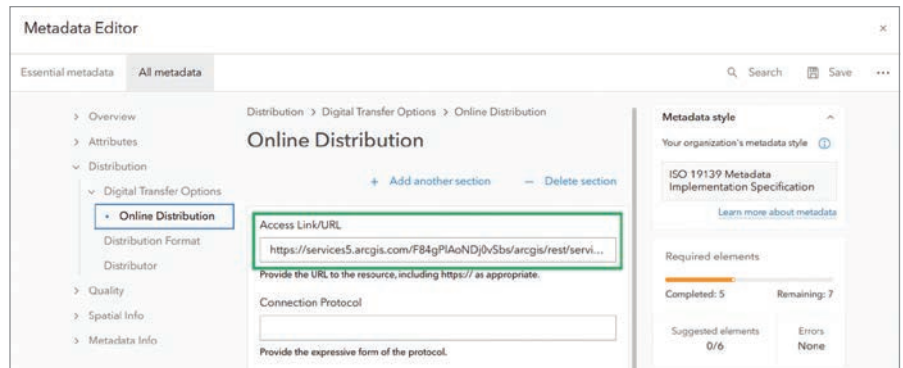 Metadata Editor
×
Essential metadata
All metadata
Search
Save
...
> Overview
> Attributes
Distribution
Digital Transfer Options
Online Distribution
Distribution Format
Distributor
> Quality
> Spatial Info
> Metadata Info
Distribution > Digital Transfer Options > Online Distribution
Online Distribution
+ Add another section
− Delete section
Access Link/URL
https://services5.arcgis.com/F84gPlAoNDj0vSbs/arcgis/rest/servi...
Provide the URL to the resource, including https:// as appropriate.
Connection Protocol
Provide the expressive form of the protocol.
Metadata style
Your organization's metadata style
ISO 19139 Metadata
Implementation Specification
Learn more about metadata
Required elements
Completed: 5
Remaining: 7
Suggested elements
0/6
Errors
None